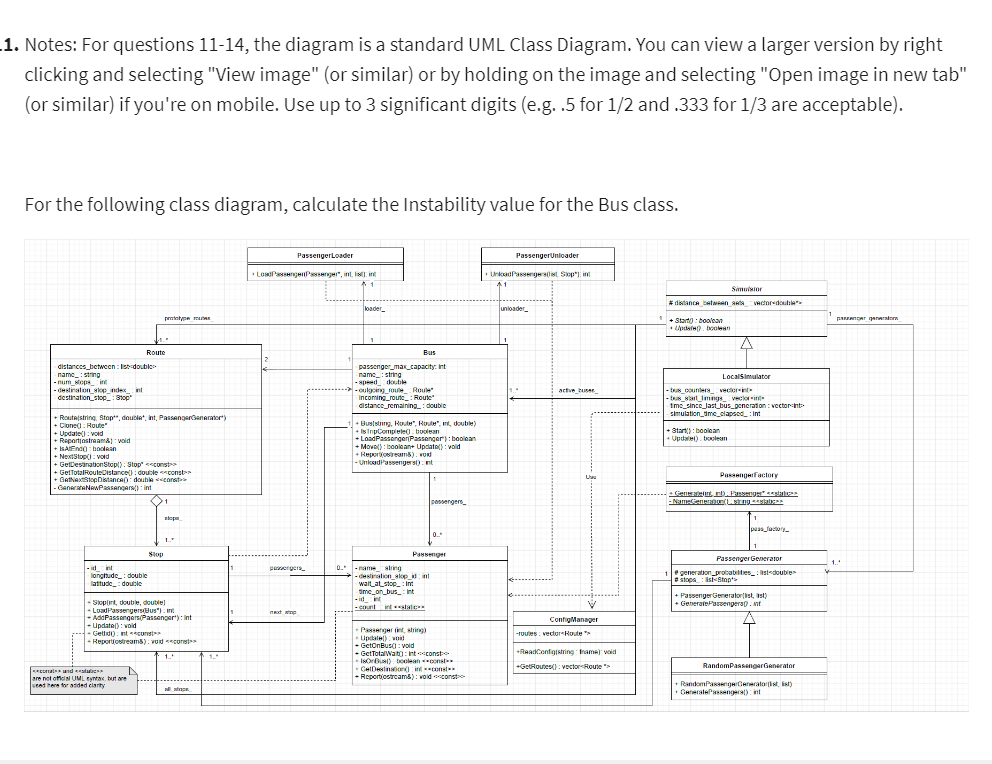 1. Notes: For questions 11-14, the diagram is a standard UML Class Diagram. You can view a larger version by right
clicking and selecting "View image" (or similar) or by holding on the image and selecting "Open image in new tab"
(or similar) if you're on mobile. Use up to 3 significant digits (e.g. .5 for 1/2 and .333 for 1/3 are acceptable).
For the following class diagram, calculate the Instability value for the Bus class.
PassengerLoader
+ LoadPassenger(Passenger*, int, list): int
1
loader_
1
PassengerUnloader
+ UnloadPassengers(list, Stop*): int
1
unloader_
1
Simulator
# distance_between_sets_ vector<double*>
+ Start() : boolean
+ Update() : boolean
1
1
passenger_generators
prototype_routes
1..*
Route
distances_between : list<double>
name_ : string
- num_stops_ : int
- destination_stop_index_ int
destination_stop_ : Stop*
+ Route(string, Stop**, double*, int, PassengerGenerator*)
+ Clone() : Route*
+ Update() : void
+ Report(ostream&) : void
+ IsAtEnd() : boolean
+ NextStop() : void
+ GetDestinationStop() : Stop* <<const>>
+ GetTotalRouteDistance() : double <<const>>
+ GetNextStopDistance() : double <<const>>
- GenerateNewPassengers() : int
2
1
Bus
passenger_max_capacity: int
name_ : string
- speed_ double
- outgoing_route_ Route*
incoming_route_ : Route*
distance_remaining_ : double
+ Bus(string, Route*, Route*, int, double)
+ IsTripComplete() : boolean
+ LoadPassenger(Passenger*) : boolean
+ Move() : boolean+ Update() : void
+ Report(ostream&) : void
- UnloadPassengers() : int
1
1..*
active_buses_
LocalSimulator
- bus_counters_ vector<int>
- bus_start_timings_ vector<int>
time_since_last_bus_generation : vector<int>
simulation_time_elapsed_ : int
+ Start() : boolean
+ Update() : boolean
Use
PassengerFactory
+ Generate(int, int) : Passenger* <<static>>
- NameGeneration() : string <<static>>
1
pass_factory_
1
1
stops_
1..*
1
passengers_
0..*
Stop
- id_ int
longitude_ : double
latitude_ : double
+ Stop(int, double, double)
+ LoadPassengers(Bus*) : int
+ AddPassengers(Passenger*) : int
+ Update() : void
+ GetId() : int <<const>>
+ Report(ostream&) : void <<const>>
1
passengers_
0..*
1
next_stop_
1..*
1..*
all_stops_
Passenger
- name_ : string
- destination_stop_id : int
wait_at_stop_ : int
time_on_bus_ : int
- id_ int
- count_ int <<static>>
+ Passenger (int, string)
+ Update() : void
+ GetOnBus() : void
+ GetTotalWait() : int <<const>>
+ IsOnBus() : boolean <<const>>
+ GetDestination() : int <<const>>
+ Report(ostream&) : void <<const>>
ConfigManager
-routes : vector<Route *>
+ReadConfig(string : fname): void
+GetRoutes() : vector<Route *>
PassengerGenerator
1
1..*
# generation_probabilities_ : list<double>
# stops_ : list<Stop*>
+ PassengerGenerator(list, list)
+ GeneratePassengers() : int
RandomPassengerGenerator
+ RandomPassengerGenerator(list, list)
+ GeneratePassengers() : int
<<const>> and <<static>>
are not official UML syntax, but are
used here for added clarity